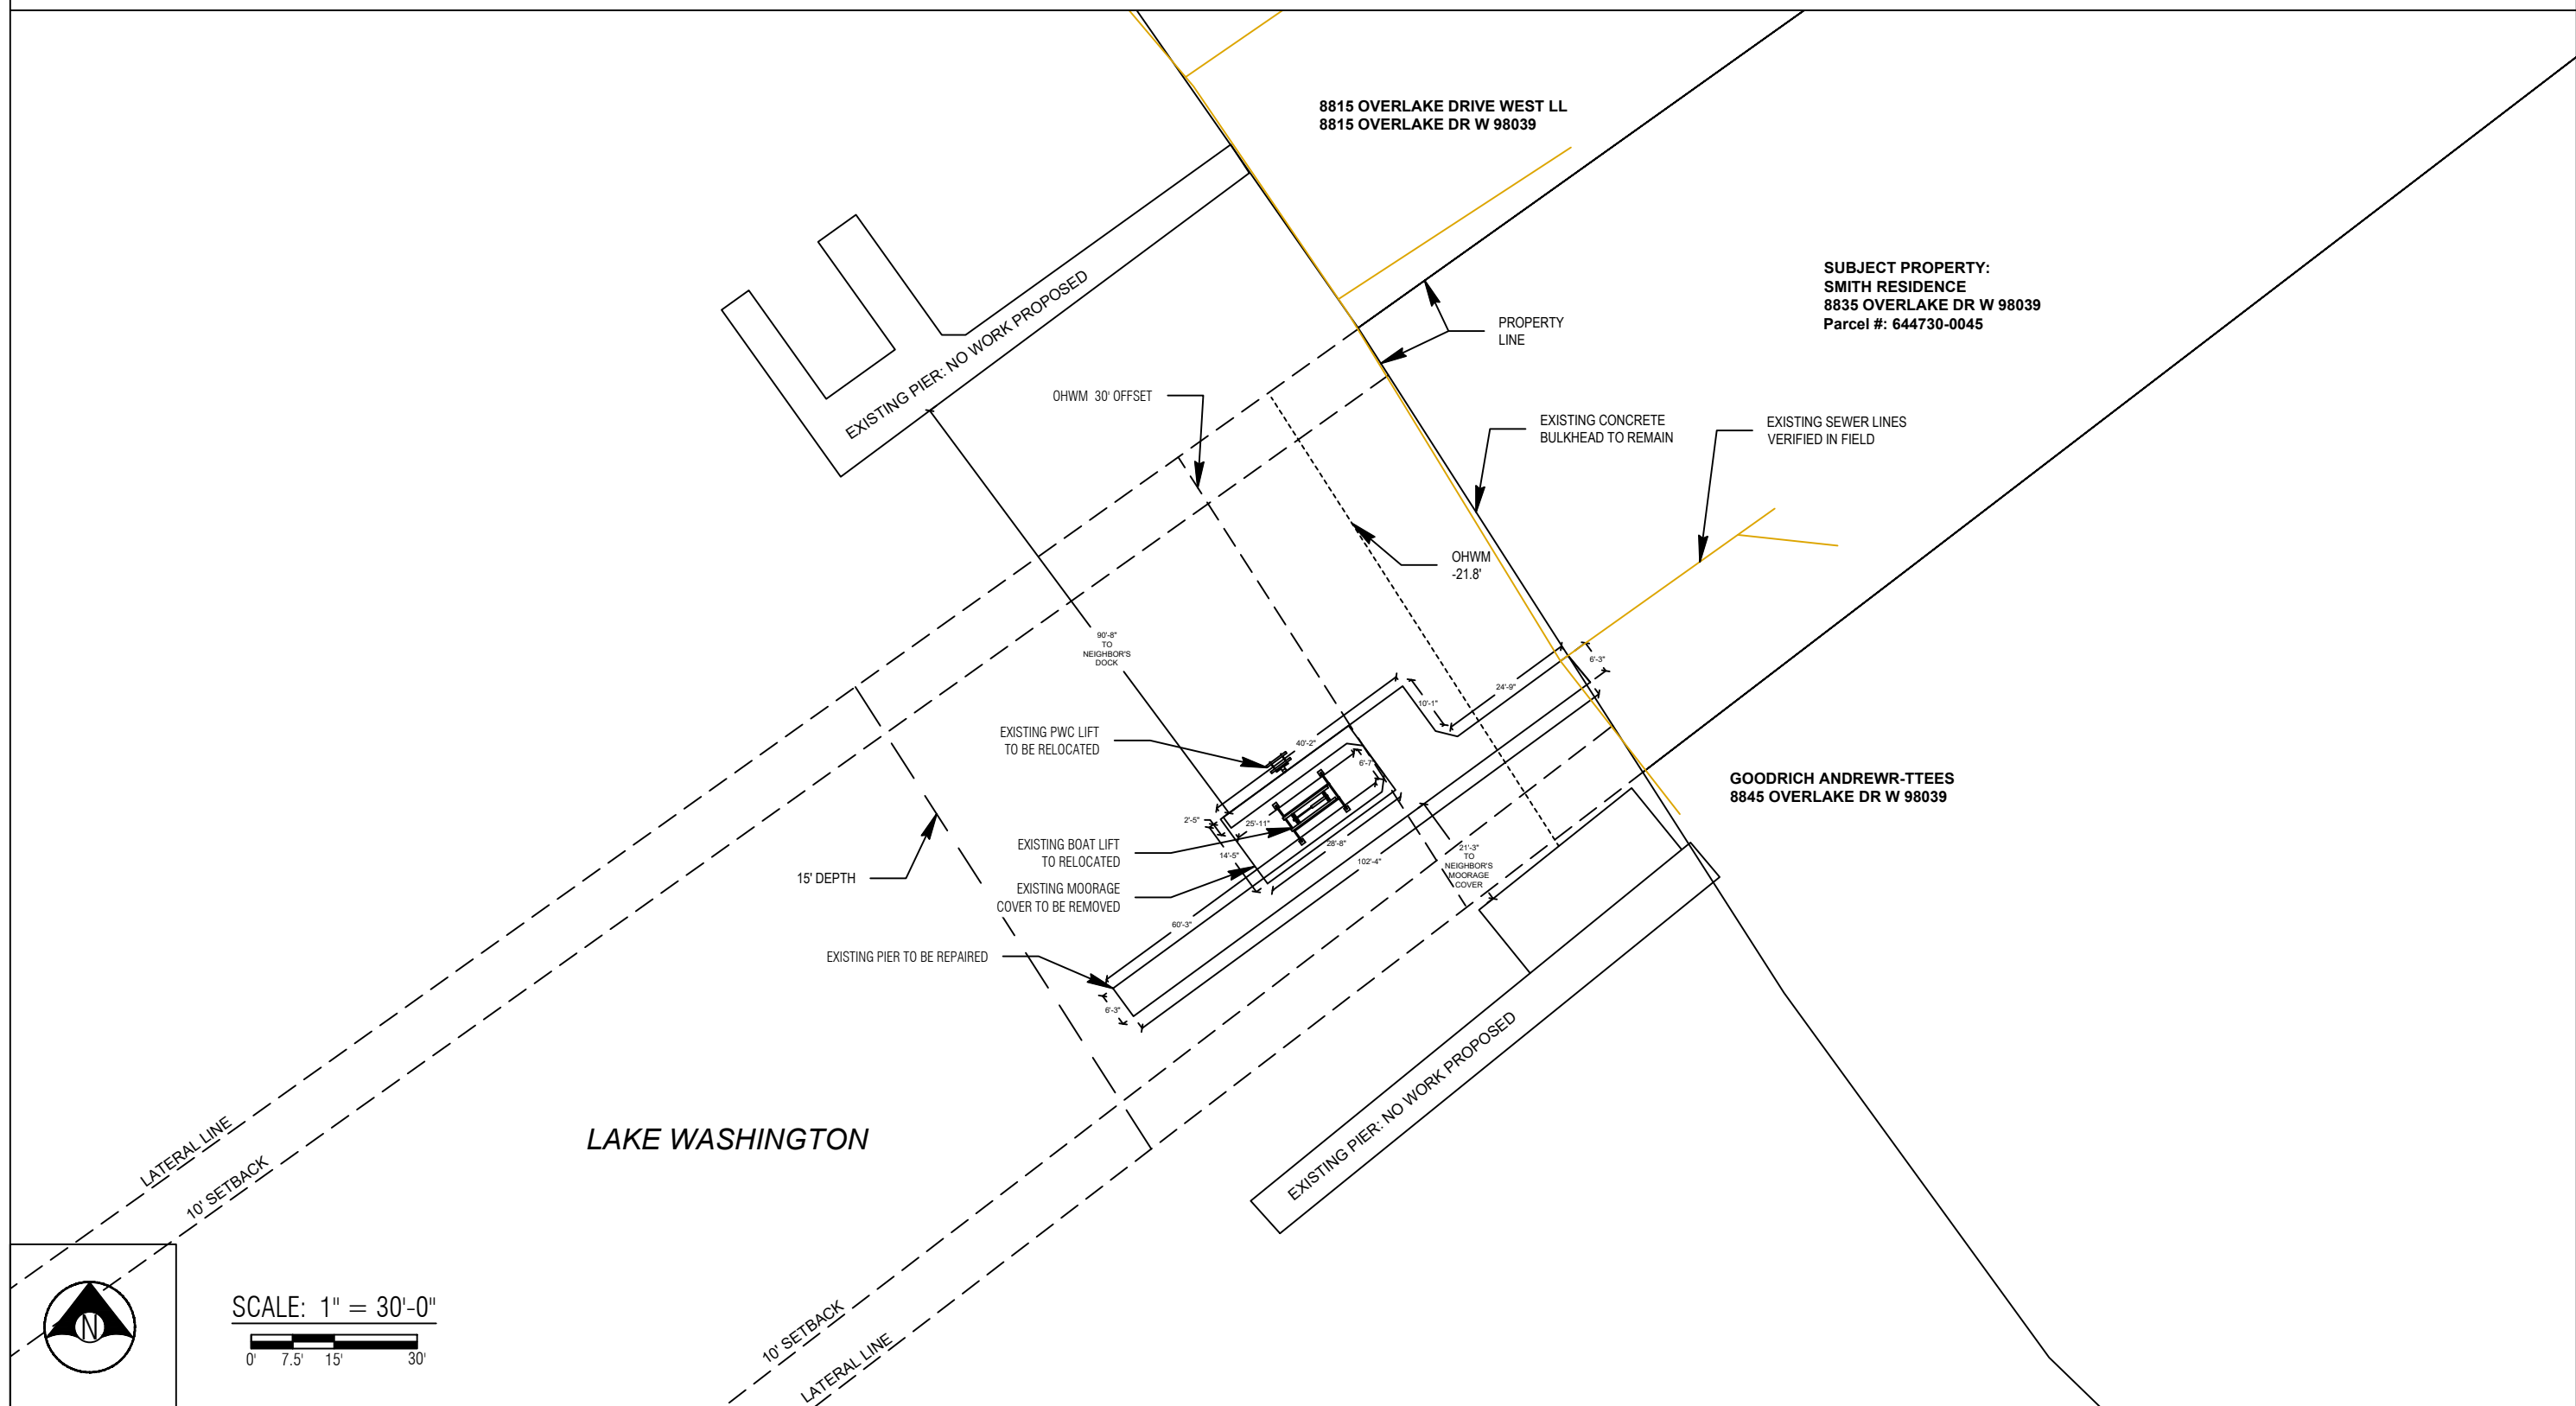 8815 OVERLAKE DRIVE WEST LL
8815 OVERLAKE DR W 98039
SUBJECT PROPERTY:
SMITH RESIDENCE
8835 OVERLAKE DR W 98039
Parcel #: 644730-0045
PROPERTY
LINE
EXISTING PIER: NO WORK PROPOSED
OHWM 30' OFFSET
EXISTING CONCRETE
BULKHEAD TO REMAIN
EXISTING SEWER LINES
VERIFIED IN FIELD
OHWM
-21.8'
90'-8"
TO
NEIGHBOR'S
DOCK
6'-3"
24'-9"
10'-1"
EXISTING PWC LIFT
TO BE RELOCATED
40'-2"
6'-7"
GOODRICH ANDREWR-TTEES
8845 OVERLAKE DR W 98039
2'-5"
25'-11"
EXISTING BOAT LIFT
TO RELOCATED
28'-8"
14'-5"
102'-4"
21'-3"
TO
NEIGHBOR'S
MOORAGE
COVER
15' DEPTH
EXISTING MOORAGE
COVER TO BE REMOVED
60'-3"
EXISTING PIER TO BE REPAIRED
6'-3"
EXISTING PIER: NO WORK PROPOSED
LAKE WASHINGTON
LATERAL LINE
10' SETBACK
N
SCALE: 1" = 30'-0"
0' 7.5' 15' 30'
10' SETBACK
LATERAL LINE